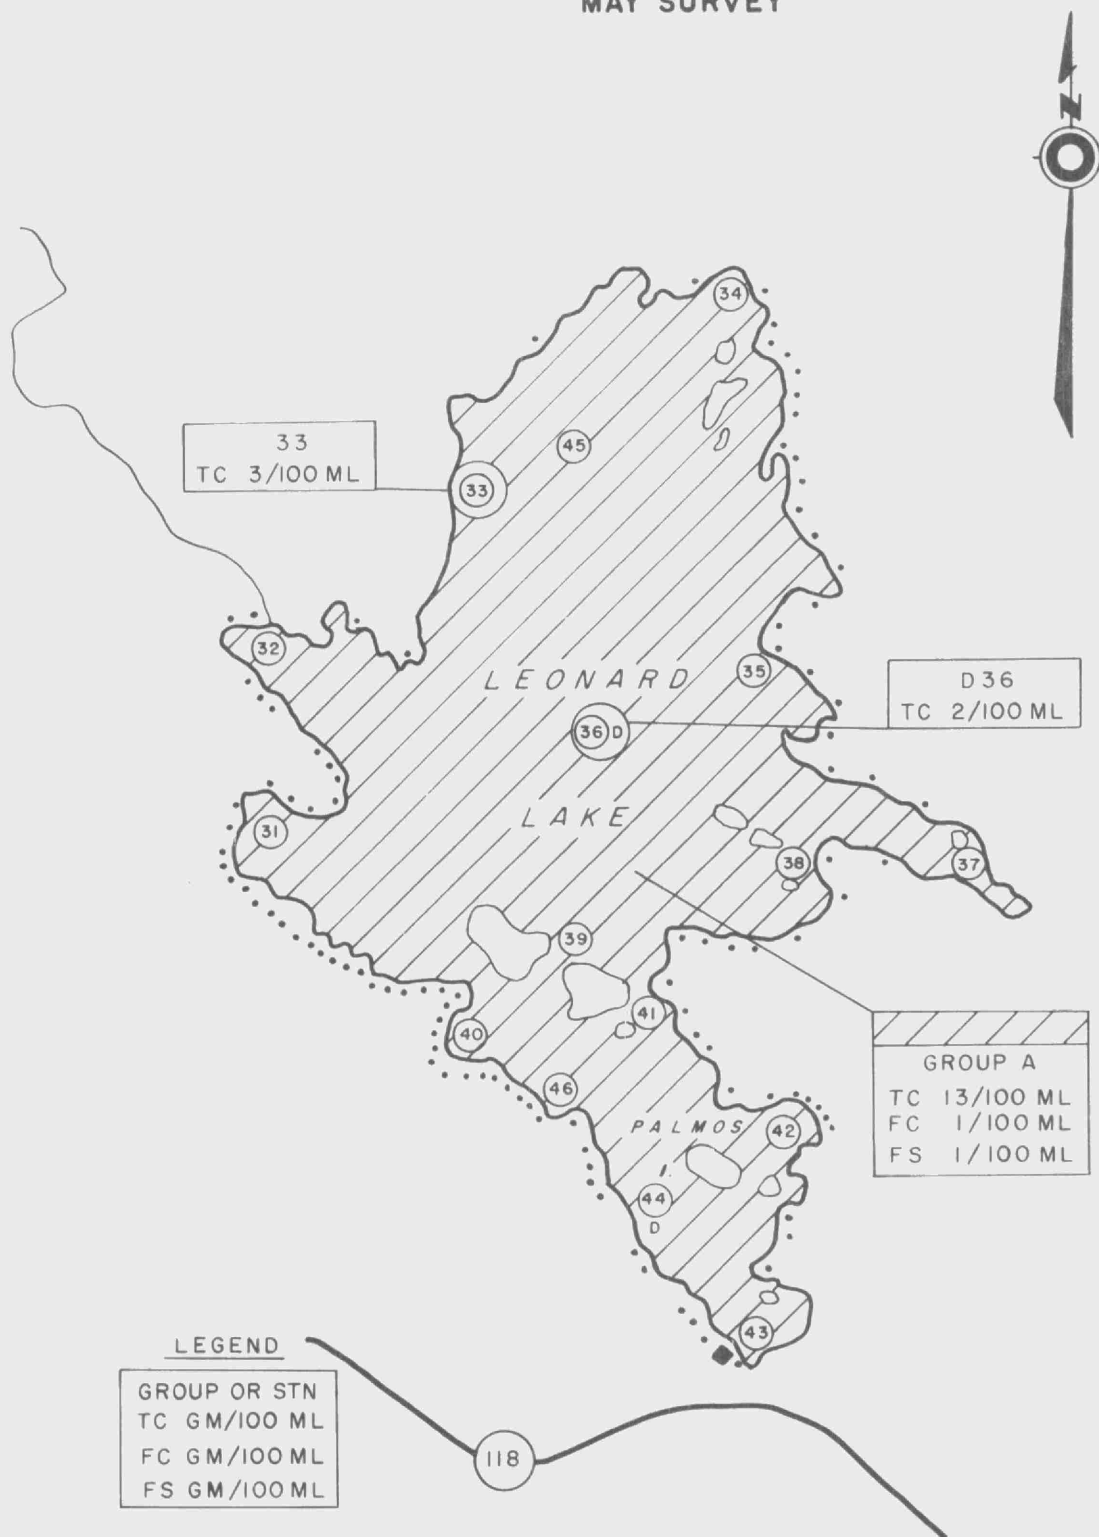 MAY SURVEY
N
34
33
TC 3/100 ML
45
33
32
LEONARD
35
D36
TC 2/100 ML
36 D
LAKE
31
38
37
39
41
40
GROUP A
TC 13/100 ML
FC 1/100 ML
FS 1/100 ML
46
PALMOS
42
I.
44
D
43
LEGEND
GROUP OR STN
TC GM/100 ML
FC GM/100 ML
FS GM/100 ML
118